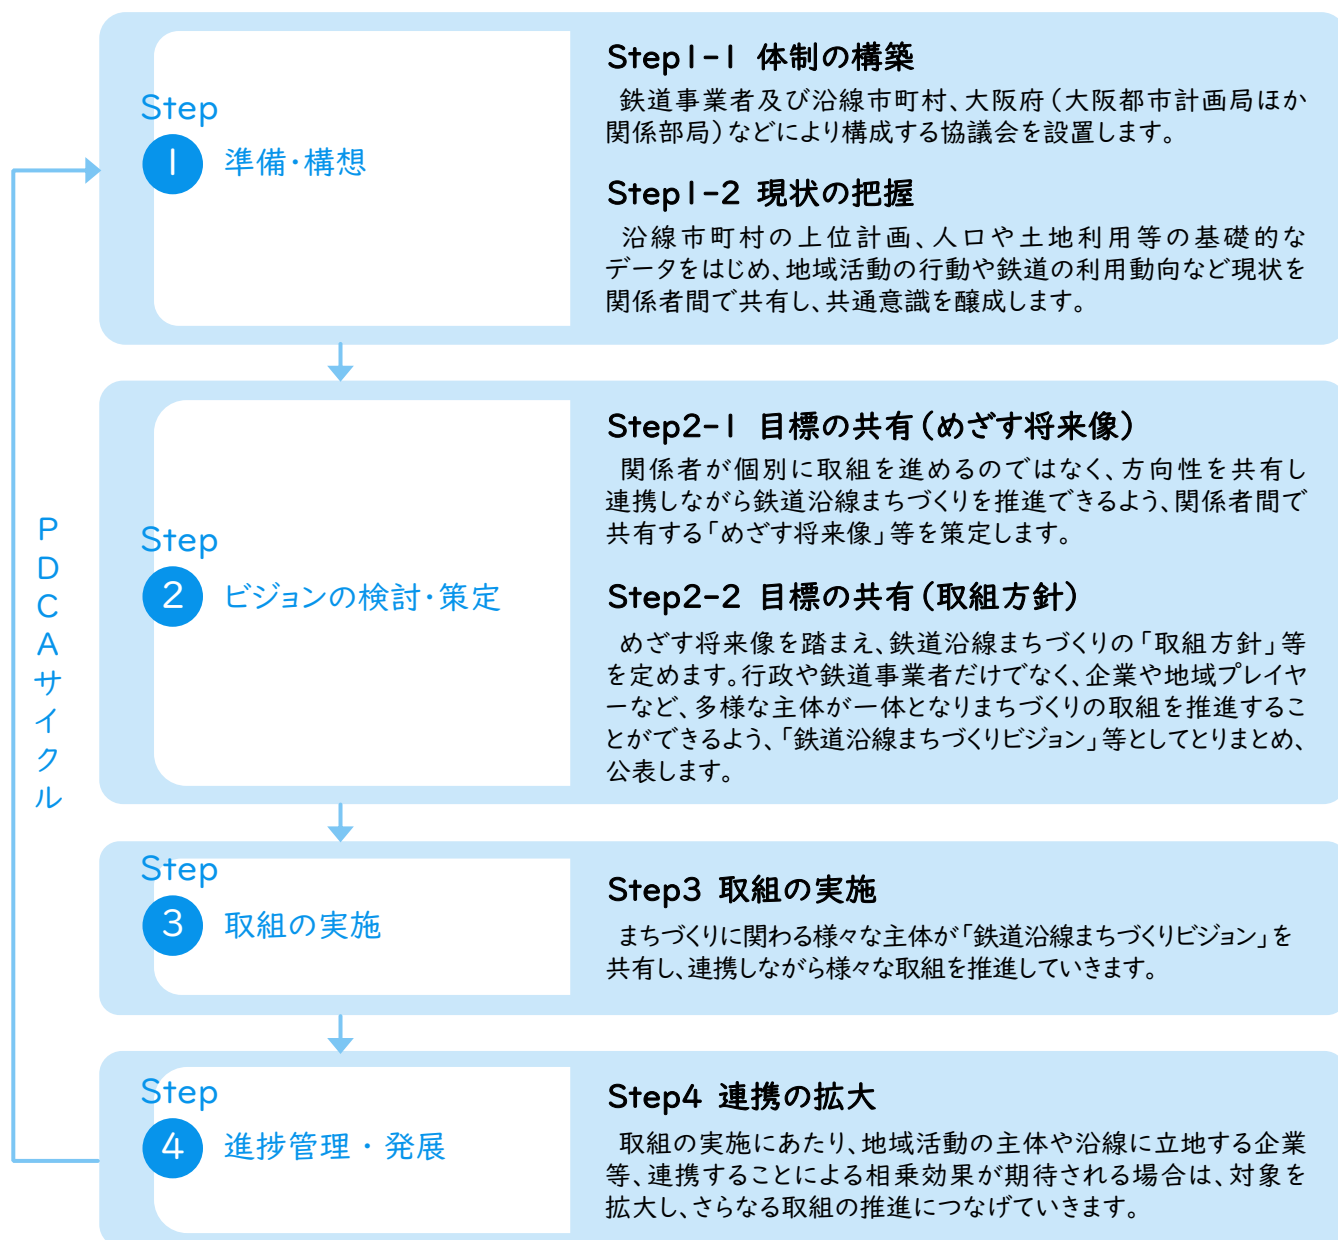 PDCAサイクル
Step
1 準備・構想
Step1-1 体制の構築
鉄道事業者及び沿線市町村、大阪府(大阪都市計画局ほか
関係部局)などにより構成する協議会を設置します。
Step1-2 現状の把握
沿線市町村の上位計画、人口や土地利用等の基礎的な
データをはじめ、地域活動の行動や鉄道の利用動向など現状を
関係者間で共有し、共通意識を醸成します。
Step
2 ビジョンの検討・策定
Step2-1 目標の共有(めざす将来像)
関係者が個別に取組を進めるのではなく、方向性を共有し
連携しながら鉄道沿線まちづくりを推進できるよう、関係者間で
共有する「めざす将来像」等を策定します。
Step2-2 目標の共有(取組方針)
めざす将来像を踏まえ、鉄道沿線まちづくりの「取組方針」等
を定めます。行政や鉄道事業者だけでなく、企業や地域プレイヤ
ーなど、多様な主体が一体となりまちづくりの取組を推進するこ
とができるよう、「鉄道沿線まちづくりビジョン」等としてとりまとめ、
公表します。
Step
3 取組の実施
Step3 取組の実施
まちづくりに関わる様々な主体が「鉄道沿線まちづくりビジョン」を
共有し、連携しながら様々な取組を推進していきます。
Step
4 進捗管理・発展
Step4 連携の拡大
取組の実施にあたり、地域活動の主体や沿線に立地する企業
等、連携することによる相乗効果が期待される場合は、対象を
拡大し、さらなる取組の推進につなげていきます。